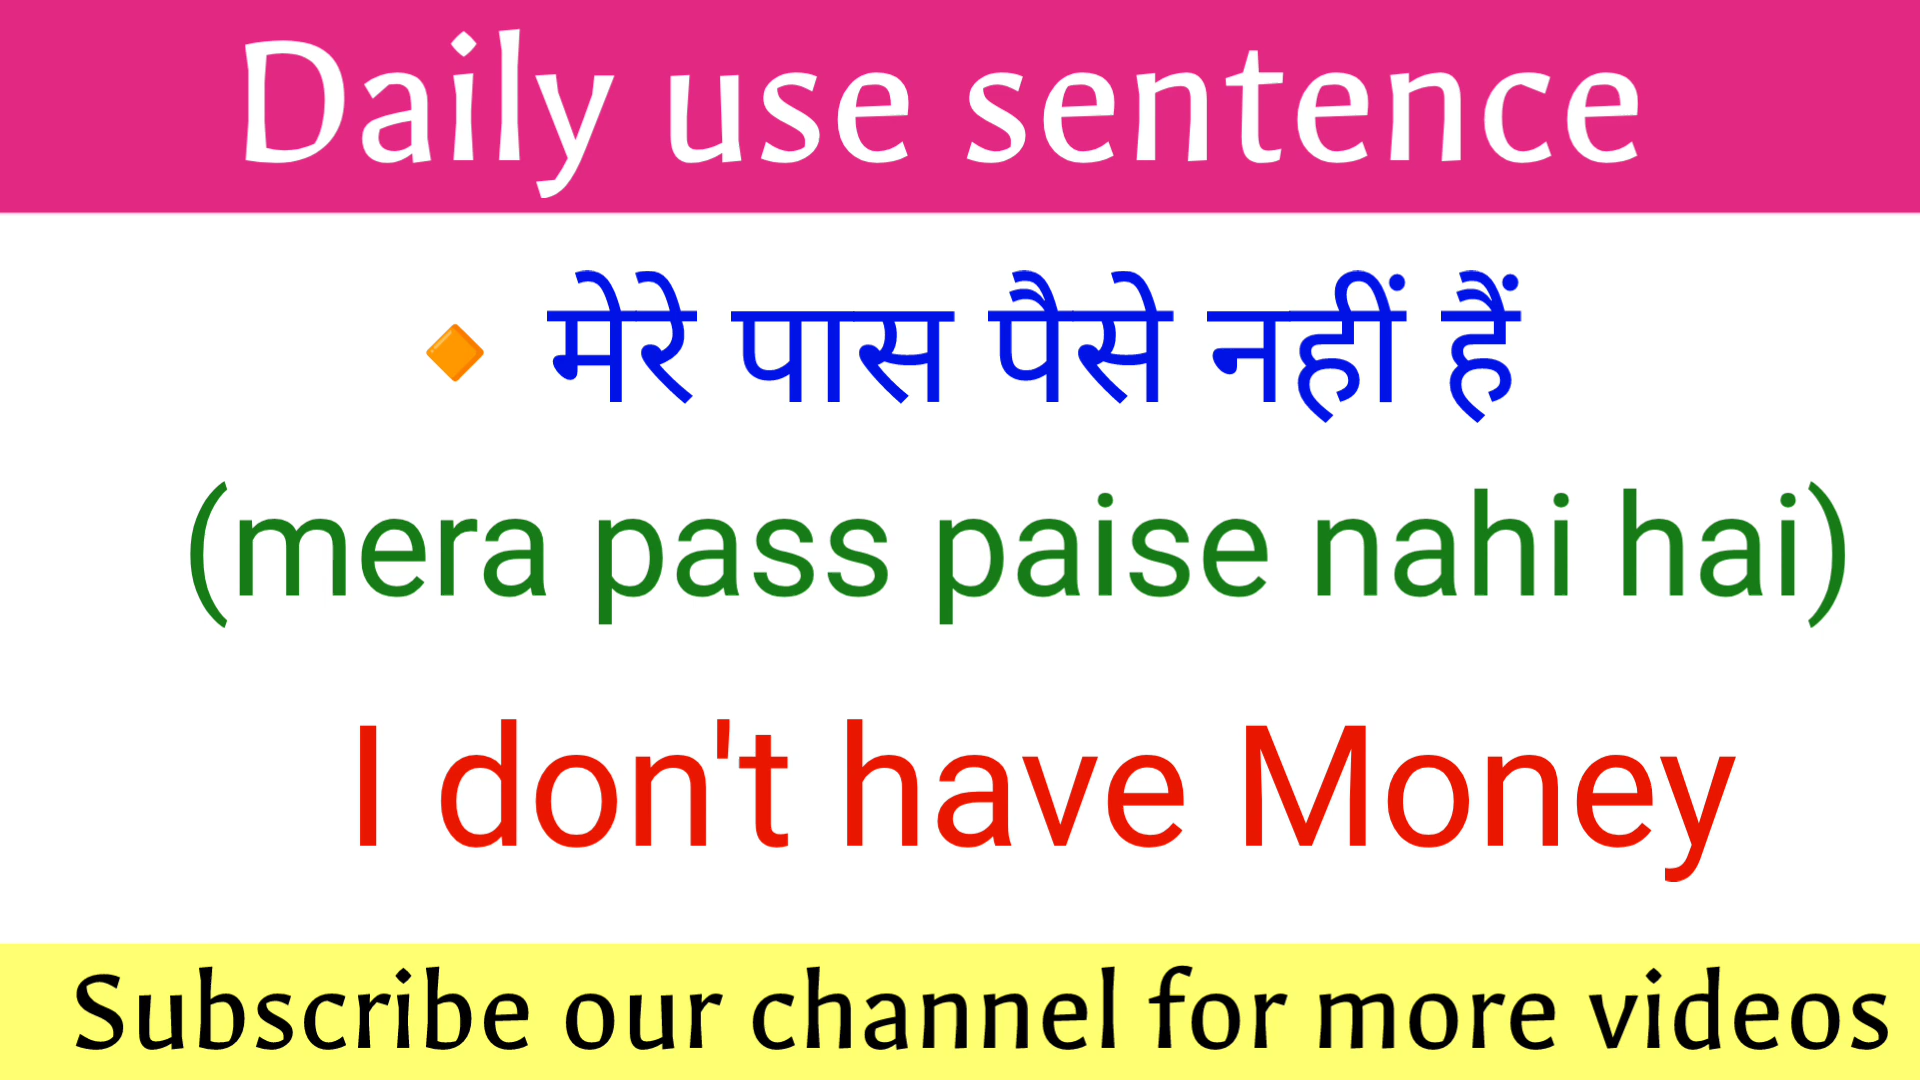 Daily use sentence
🔸 मेरे पास पैसे नहीं हैं
(mera pass paise nahi hai)
I don't have Money
Subscribe our channel for more videos